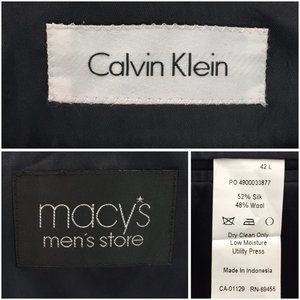 Calvin Klein
macy's
men's store
42 L
PO 4900033877
52% Silk
48% Wool
Dry Clean Only
Low Moisture
Utility Press
Made In Indonesia
CA-01129 RN-69456